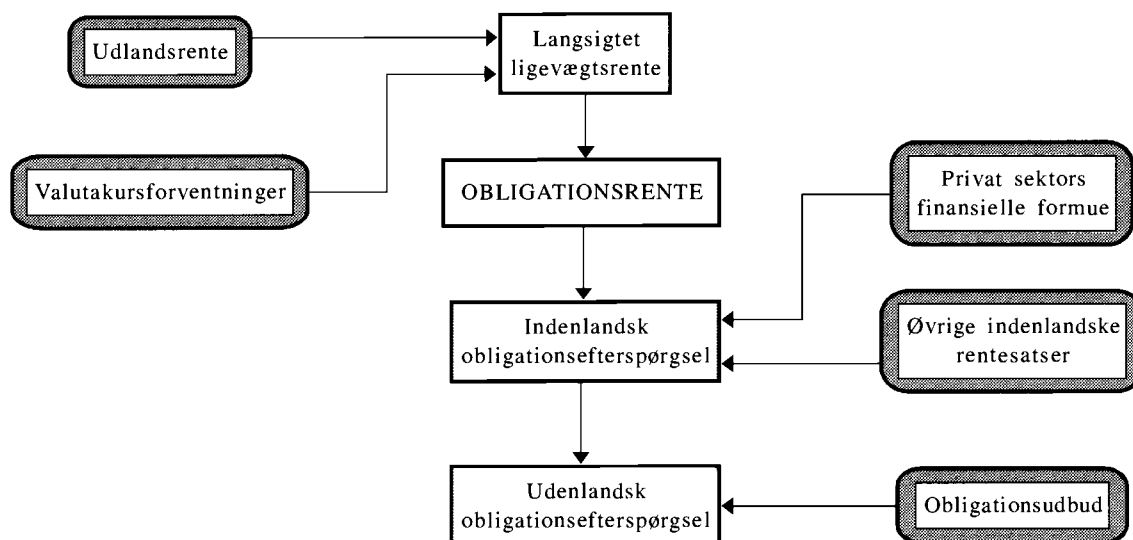 Udlandsrente
Langsigtet
ligevægtsrente
Valutakursforventninger
OBLIGATIONSRENTE
Privat sektors
finansielle formue
Indenlandsk
obligationsefterspørgsel
Øvrige indenlandske
rentesatser
Udenlandsk
obligationsefterspørgsel
Obligationsudbud